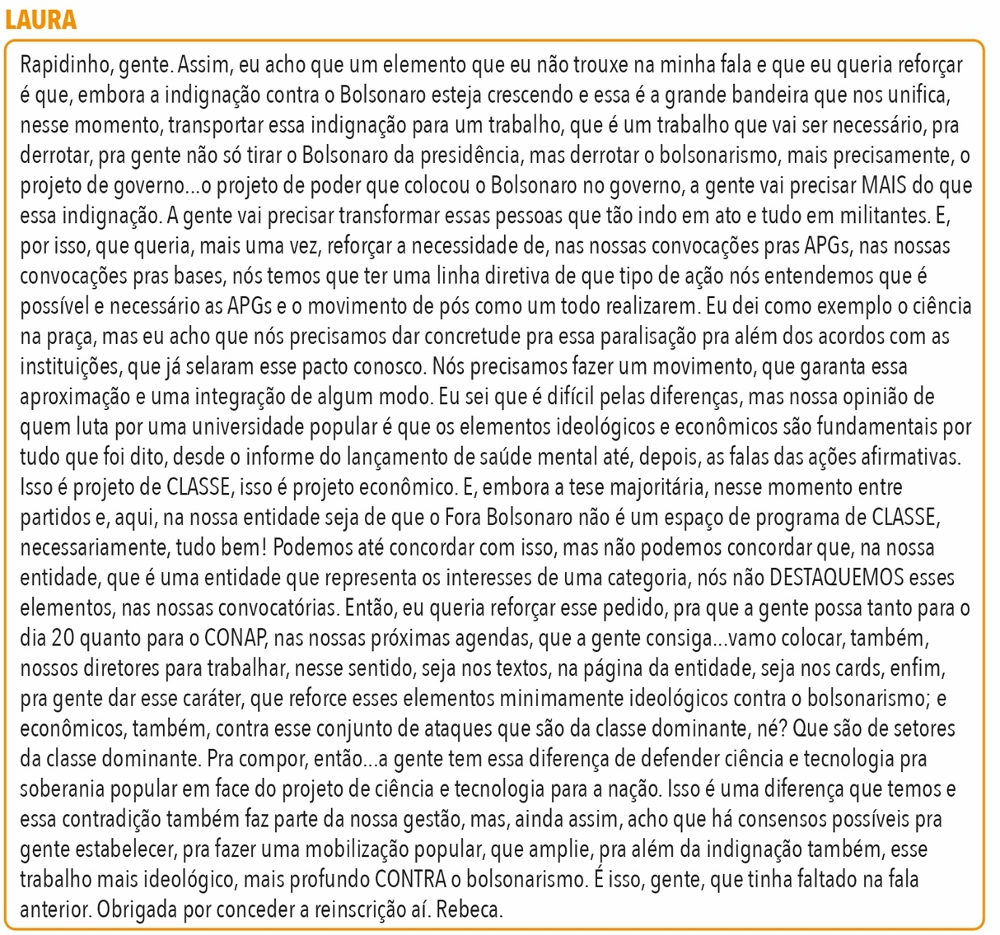 LAURA
Rapidinho, gente. Assim, eu acho que um elemento que eu não trouxe na minha fala e que eu queria reforçar
é que, embora a indignação contra o Bolsonaro esteja crescendo e essa é a grande bandeira que nos unifica,
nesse momento, transportar essa indignação para um trabalho, que é um trabalho que vai ser necessário, pra
derrotar, pra gente não só tirar o Bolsonaro da presidência, mas derrotar o bolsonarismo, mais precisamente, o
projeto de governo...o projeto de poder que colocou o Bolsonaro no governo, a gente vai precisar MAIS do que
essa indignação. A gente vai precisar transformar essas pessoas que tão indo em ato e tudo em militantes. E,
por isso, que queria, mais uma vez, reforçar a necessidade de, nas nossas convocações pras APGs, nas nossas
convocações pras bases, nós temos que ter uma linha diretiva de que tipo de ação nós entendemos que é
possível e necessário as APGs e o movimento de pós como um todo realizarem. Eu dei como exemplo o ciência
na praça, mas eu acho que nós precisamos dar concretude pra essa paralisação pra além dos acordos com as
instituições, que já selaram esse pacto conosco. Nós precisamos fazer um movimento, que garanta essa
aproximação e uma integração de algum modo. Eu sei que é difícil pelas diferenças, mas nossa opinião de
quem luta por uma universidade popular é que os elementos ideológicos e econômicos são fundamentais por
tudo que foi dito, desde o informe do lançamento de saúde mental até, depois, as falas das ações afirmativas.
Isso é projeto de CLASSE, isso é projeto econômico. E, embora a tese majoritária, nesse momento entre
partidos e, aqui, na nossa entidade seja de que o Fora Bolsonaro não é um espaço de programa de CLASSE,
necessariamente, tudo bem! Podemos até concordar com isso, mas não podemos concordar que, na nossa
entidade, que é uma entidade que representa os interesses de uma categoria, nós não DESTAQUEMOS esses
elementos, nas nossas convocatórias. Então, eu queria reforçar esse pedido, pra que a gente possa tanto para o
dia 20 quanto para o CONAP, nas nossas próximas agendas, que a gente consiga...vamo colocar, também,
nossos diretores para trabalhar, nesse sentido, seja nos textos, na página da entidade, seja nos cards, enfim,
pra gente dar esse caráter, que reforce esses elementos minimamente ideológicos contra o bolsonarismo; e
econômicos, também, contra esse conjunto de ataques que são da classe dominante, né? Que são de setores
da classe dominante. Pra compor, então...a gente tem essa diferença de defender ciência e tecnologia pra
soberania popular em face do projeto de ciência e tecnologia para a nação. Isso é uma diferença que temos e
essa contradição também faz parte da nossa gestão, mas, ainda assim, acho que há consensos possíveis pra
gente estabelecer, pra fazer uma mobilização popular, que amplie, pra além da indignação também, esse
trabalho mais ideológico, mais profundo CONTRA o bolsonarismo. É isso, gente, que tinha faltado na fala
anterior. Obrigada por conceder a reinscrição aí. Rebeca.